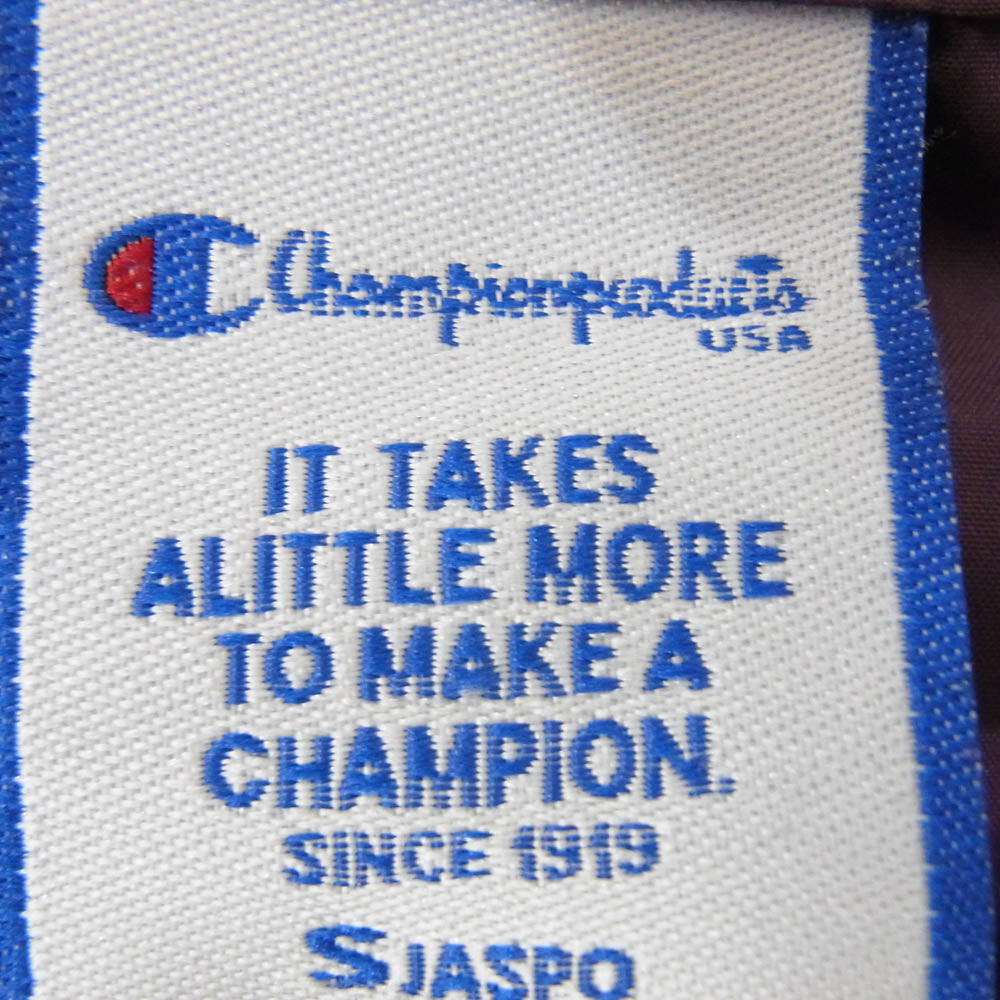 Championproducts
USA
IT TAKES
ALITTLE MORE
TO MAKE A
CHAMPION.
SINCE 1919
S JASPO